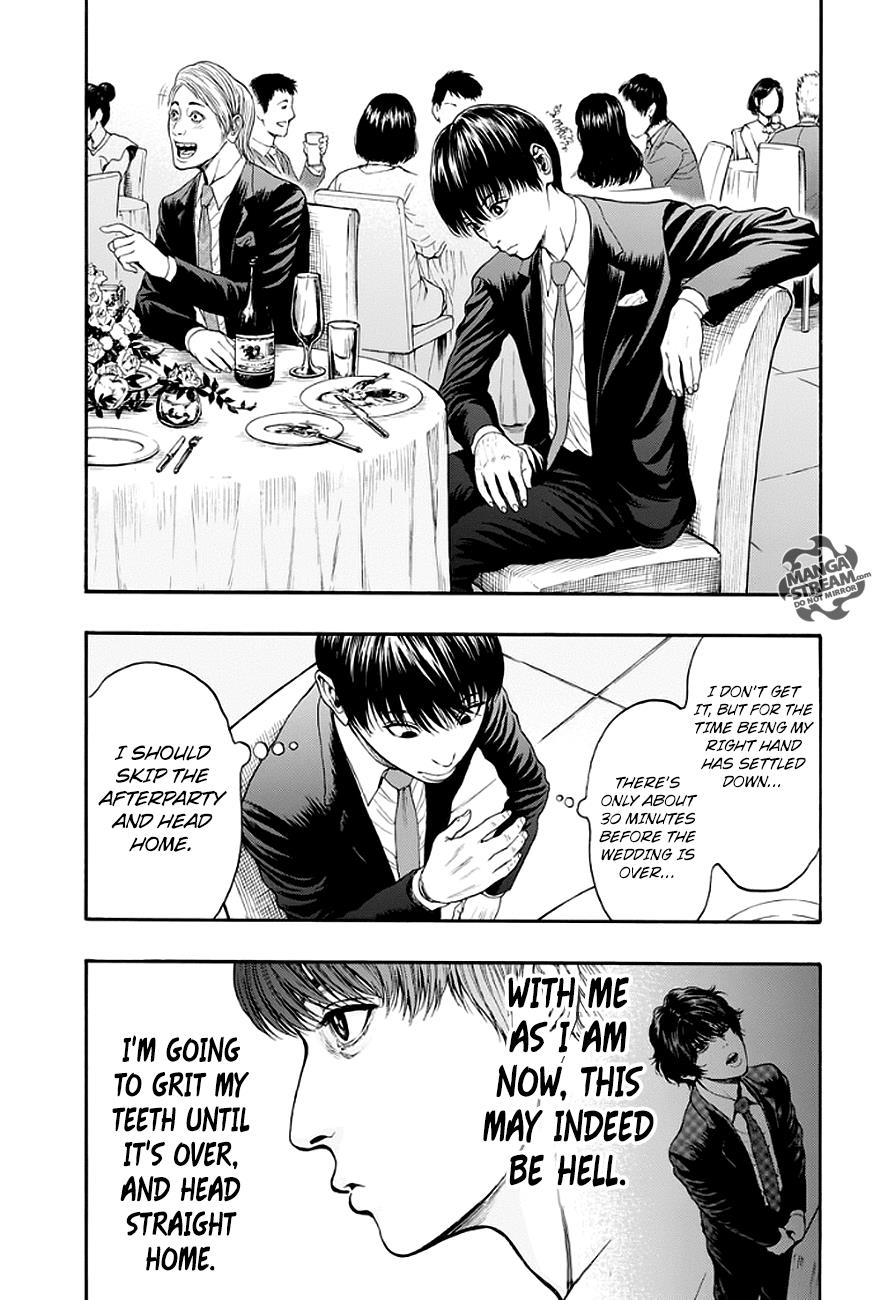 MANGA
STREAM.com
DO NOT MIRROR
I DON'T GET
IT, BUT FOR THE
TIME BEING MY
RIGHT HAND
HAS SETTLED
DOWN...
THERE'S
ONLY ABOUT
30 MINUTES
BEFORE THE
WEDDING IS
OVER...
I SHOULD
SKIP THE
AFTERPARTY
AND HEAD
HOME.
WITH ME
AS I AM
NOW, THIS
MAY INDEED
BE HELL.
I'M GOING
TO GRIT MY
TEETH UNTIL
IT'S OVER,
AND HEAD
STRAIGHT
HOME.